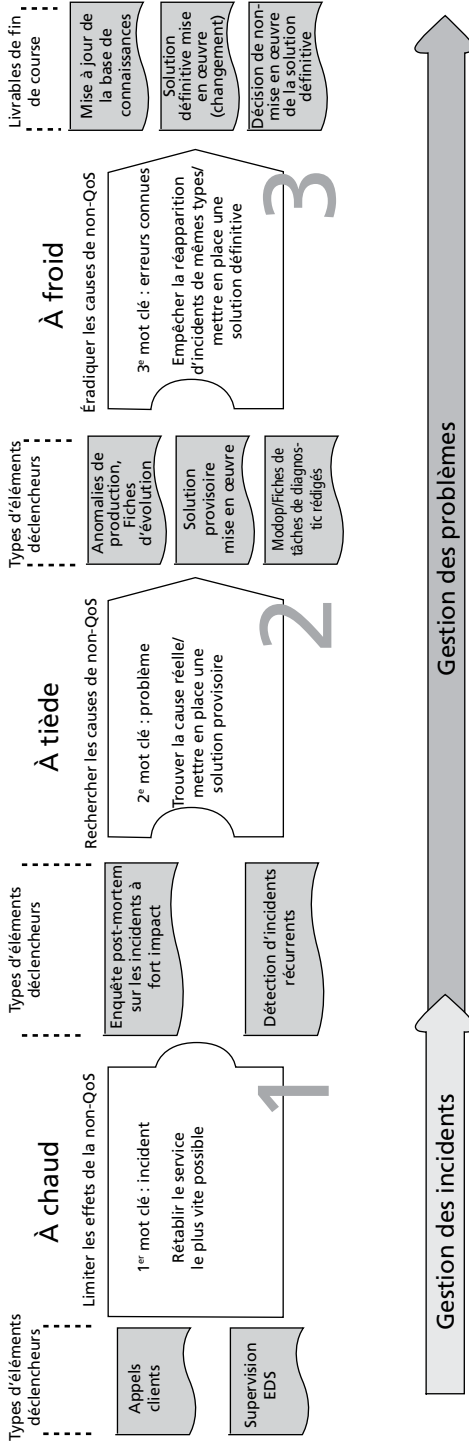 Types d'éléments
déclencheurs
Appels
clients
Supervision
EDS
À chaud
Limiter les effets de la non-QoS
1er mot clé : incident
Rétablir le service
le plus vite possible
1
Types d'éléments
déclencheurs
Enquête post-mortem
sur les incidents à
fort impact
Détection d'incidents
récurrents
À tiède
Rechercher les causes de non-QoS
2e mot clé : problème
Trouver la cause réelle/
mettre en place une
solution provisoire
2
Types d'éléments
déclencheurs
Anomalies de
production,
Fiches
d'évolution
Solution
provisoire
mise en œuvre
Modop/Fiches de
tâches de diagnos-
tic rédigés
À froid
Éradiquer les causes de non-QoS
3e mot clé : erreurs connues
Empêcher la réapparition
d'incidents de mêmes types/
mettre en place une
solution définitive
3
Livrables de fin
de course
Mise à jour de
la base de
connaissances
Solution
définitive mise
en œuvre
(changement)
Décision de non-
mise en œuvre
de la solution
définitive
Gestion des incidents
Gestion des problèmes